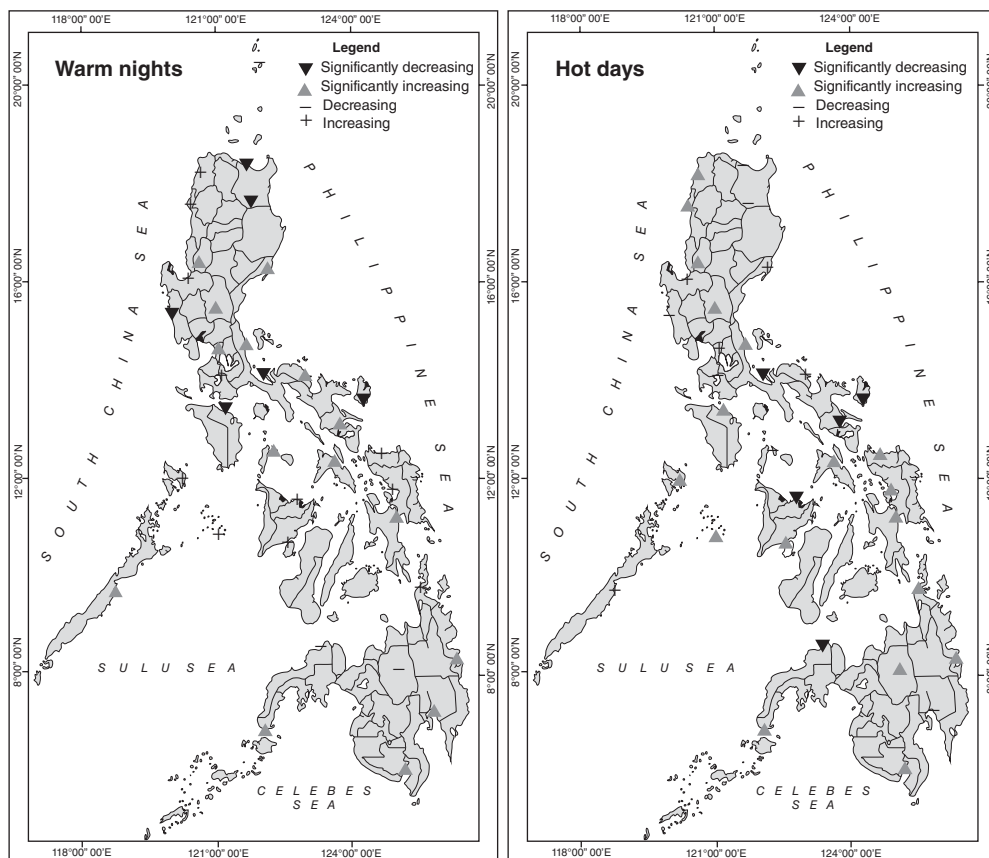 118°00" 00'E 121°00" 00'E 124°00" 00'E
Warm nights
Legend
Significantly decreasing
Significantly increasing
Decreasing
Increasing
20°00" 00'N
16°00" 00'N
12°00" 00'N
8°00" 00'N
SOUTH CHINA SEA
PHILIPPINE SEA
SULUSEA
CELEBES
SEA
118°00" 00'E 121°00" 00'E 124°00" 00'E
118°00" 00'E 121°00" 00'E 124°00" 00'E
Hot days
Legend
Significantly decreasing
Significantly increasing
Decreasing
Increasing
20°00" 00'N
16°00" 00'N
12°00" 00'N
8°00" 00'N
SOUTH CHINA SEA
PHILIPPINE SEA
SULUSEA
CELEBES
SEA
118°00" 00'E 121°00" 00'E 124°00" 00'E